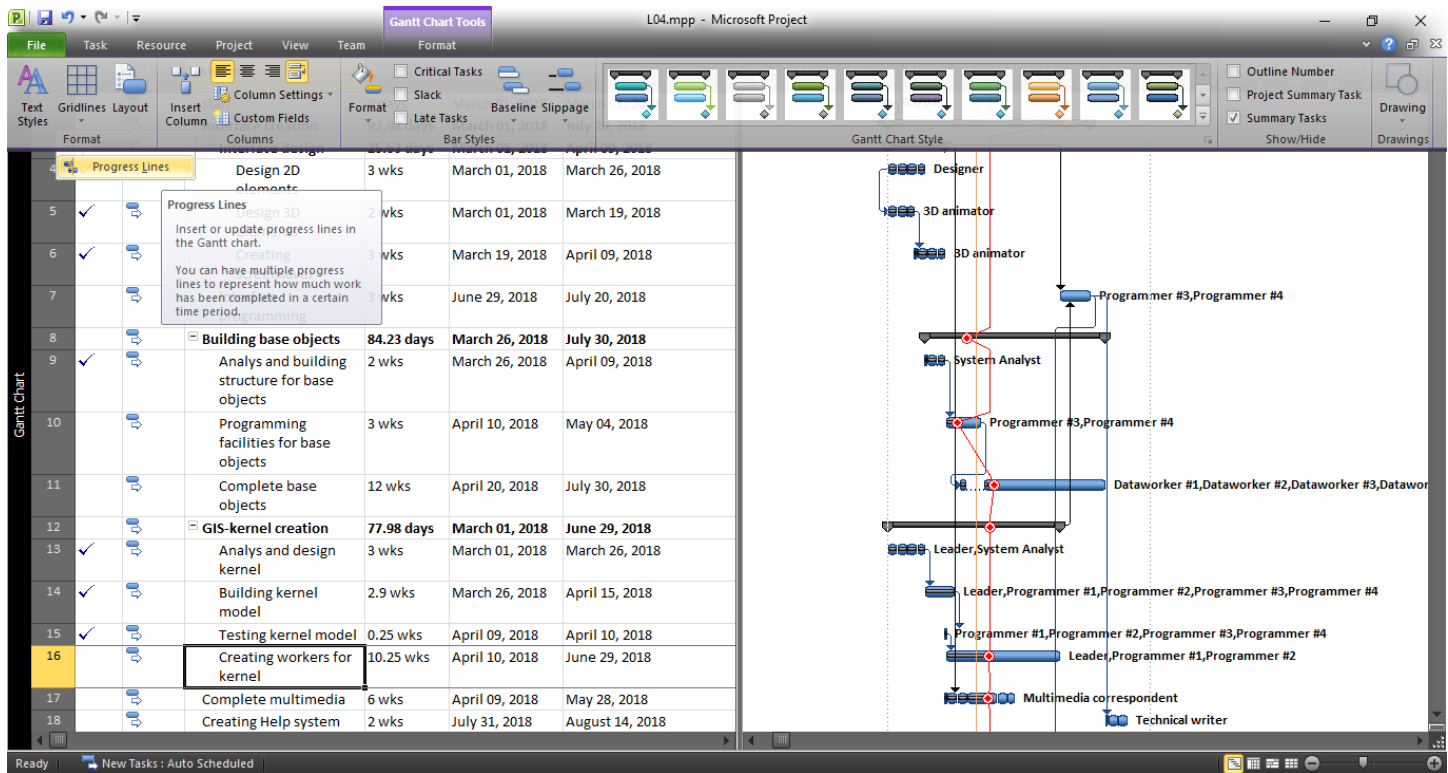 L04.mpp - Microsoft Project
Gantt Chart Tools
File Task Resource Project View Team Format
Text Styles
Gridlines
Layout
Format
Insert Column
Column Settings
Custom Fields
Columns
Format
Critical Tasks
Slack
Late Tasks
Baseline
Slippage
Bar Styles
Gantt Chart Style
Outline Number
Project Summary Task
Summary Tasks
Show/Hide
Drawing
Drawings
Progress Lines
Progress Lines
Insert or update progress lines in
the Gantt chart.
You can have multiple progress
lines to represent how much work
has been completed in a certain
time period.
Gantt Chart
4 Design 2D 3 wks March 01, 2018 March 26, 2018
elements
5 Design 3D 2 wks March 01, 2018 March 19, 2018
6 Creating 3 wks March 19, 2018 April 09, 2018
7 3 wks June 29, 2018 July 20, 2018
programming
8 Building base objects 84.23 days March 26, 2018 July 30, 2018
9 Analys and building 2 wks March 26, 2018 April 09, 2018
structure for base
objects
10 Programming 3 wks April 10, 2018 May 04, 2018
facilities for base
objects
11 Complete base 12 wks April 20, 2018 July 30, 2018
objects
12 GIS-kernel creation 77.98 days March 01, 2018 June 29, 2018
13 Analys and design 3 wks March 01, 2018 March 26, 2018
kernel
14 Building kernel 2.9 wks March 26, 2018 April 15, 2018
model
15 Testing kernel model 0.25 wks April 09, 2018 April 10, 2018
16 Creating workers for 10.25 wks April 10, 2018 June 29, 2018
kernel
17 Complete multimedia 6 wks April 09, 2018 May 28, 2018
18 Creating Help system 2 wks July 31, 2018 August 14, 2018
Designer
3D animator
3D animator
Programmer #3,Programmer #4
System Analyst
Programmer #3,Programmer #4
Dataworker #1,Dataworker #2,Dataworker #3,Datawor
Leader,System Analyst
Leader,Programmer #1,Programmer #2,Programmer #3,Programmer #4
Programmer #1,Programmer #2,Programmer #3,Programmer #4
Leader,Programmer #1,Programmer #2
Multimedia correspondent
Technical writer
Ready New Tasks : Auto Scheduled